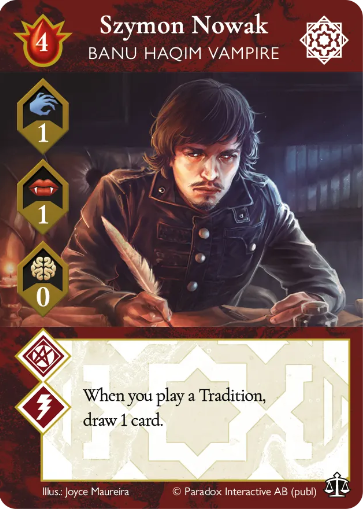 Szymon Nowak
4
BANU HAQIM VAMPIRE
1
1
0
When you play a Tradition,
draw 1 card.
Illus.: Joyce Maureira © Paradox Interactive AB (publ)